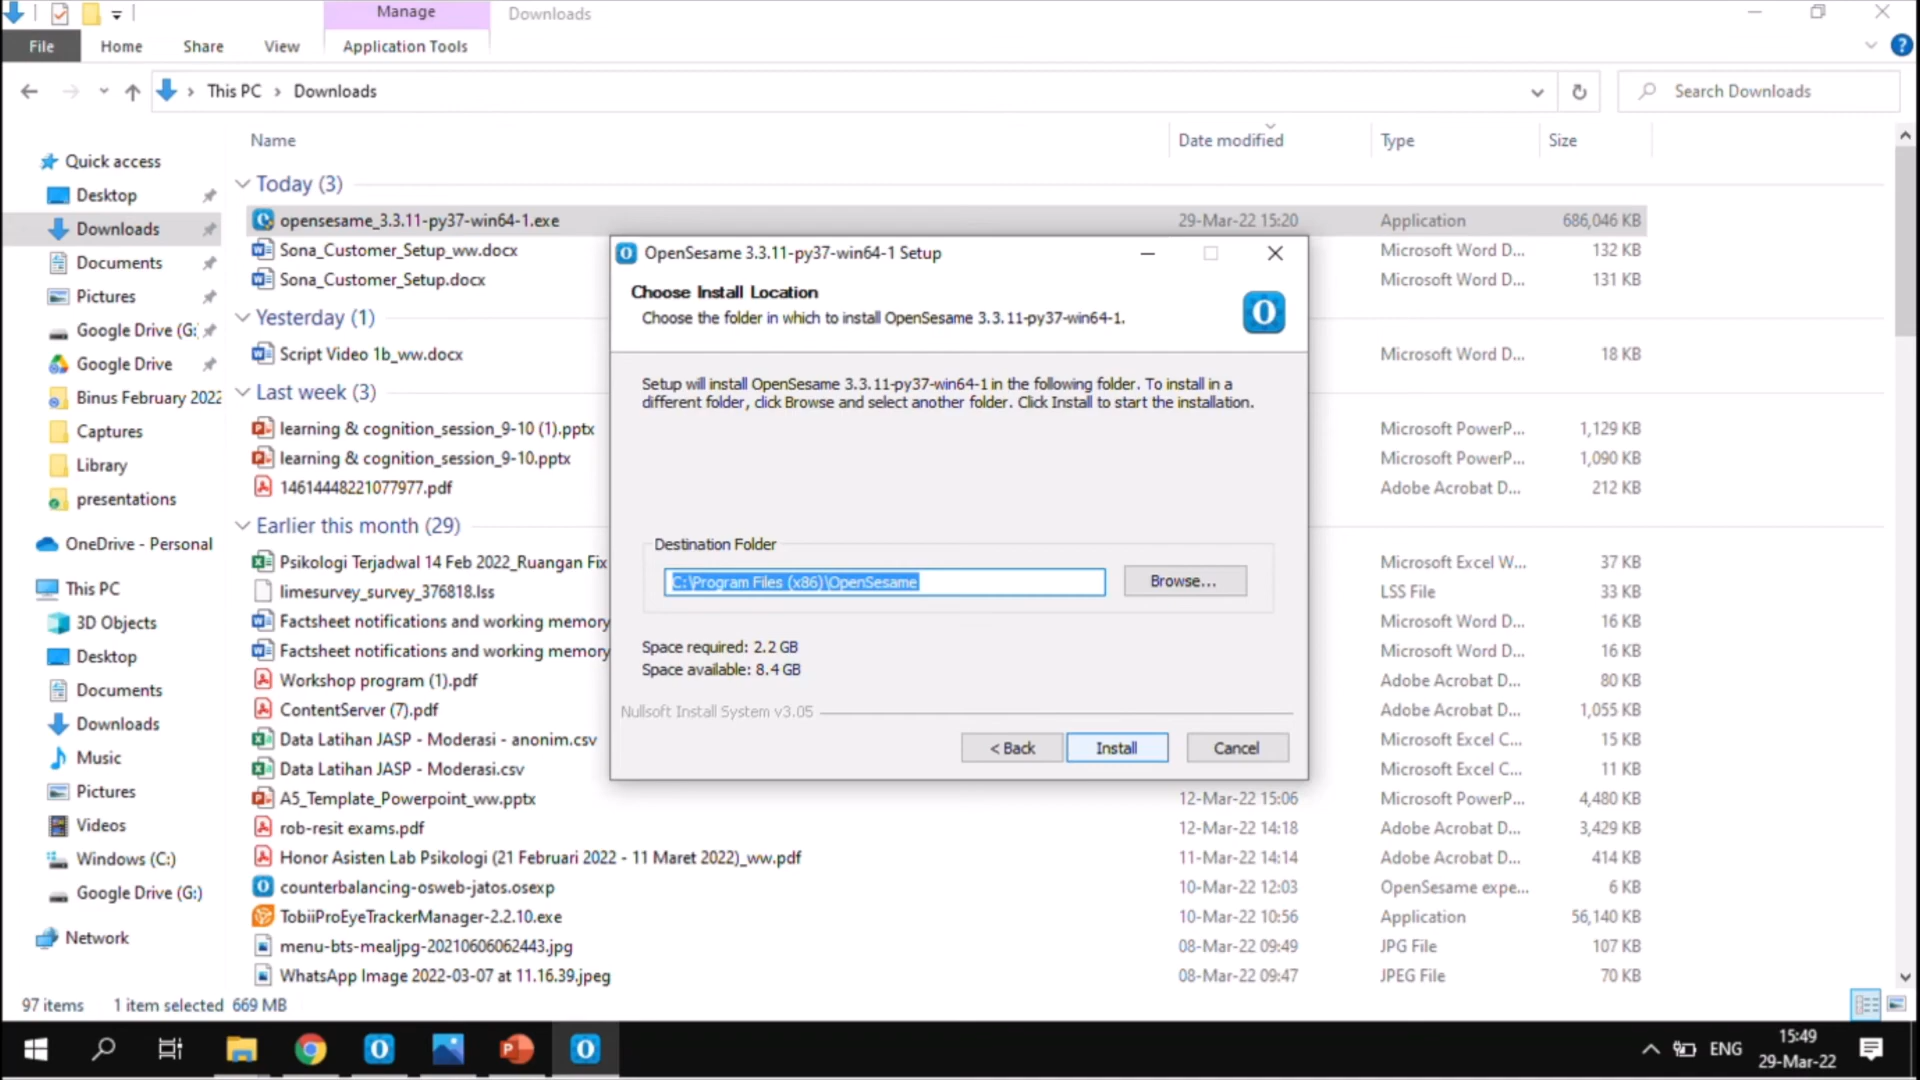 Manage
Downloads
File
Home
Share
View
Application Tools
This PC
Downloads
Search Downloads
Name
Date modified
Type
Size
Quick access
Desktop
Downloads
Documents
Pictures
Google Drive (G:
Google Drive
Binus February 2022
Captures
Library
presentations
OneDrive - Personal
This PC
3D Objects
Desktop
Documents
Downloads
Music
Pictures
Videos
Windows (C:)
Google Drive (G:)
Network
Today (3)
opensesame_3.3.11-py37-win64-1.exe 29-Mar-22 15:20 Application 686,046 KB
Sona_Customer_Setup_ww.docx Microsoft Word D... 132 KB
Sona_Customer_Setup.docx Microsoft Word D... 131 KB
Yesterday (1)
Script Video 1b_ww.docx Microsoft Word D... 18 KB
Last week (3)
learning & cognition_session_9-10 (1).pptx Microsoft PowerP... 1,129 KB
learning & cognition_session_9-10.pptx Microsoft PowerP... 1,090 KB
14614448221077977.pdf Adobe Acrobat D... 212 KB
Earlier this month (29)
Psikologi Terjadwal 14 Feb 2022_Ruangan Fix Microsoft Excel W... 37 KB
limesurvey_survey_376818.lss LSS File 33 KB
Factsheet notifications and working memory Microsoft Word D... 16 KB
Factsheet notifications and working memory Microsoft Word D... 16 KB
Workshop program (1).pdf Adobe Acrobat D... 80 KB
ContentServer (7).pdf Adobe Acrobat D... 1,055 KB
Data Latihan JASP - Moderasi - anonim.csv Microsoft Excel C... 15 KB
Data Latihan JASP - Moderasi.csv Microsoft Excel C... 11 KB
A5_Template_Powerpoint_ww.pptx 12-Mar-22 15:06 Microsoft PowerP... 4,480 KB
rob-resit exams.pdf 12-Mar-22 14:18 Adobe Acrobat D... 3,429 KB
Honor Asisten Lab Psikologi (21 Februari 2022 - 11 Maret 2022)_ww.pdf 11-Mar-22 14:14 Adobe Acrobat D... 414 KB
counterbalancing-osweb-jatos.osexp 10-Mar-22 12:03 OpenSesame expe... 6 KB
TobiiProEyeTrackerManager-2.2.10.exe 10-Mar-22 10:56 Application 56,140 KB
menu-bts-mealjpg-20210606062443.jpg 08-Mar-22 09:49 JPG File 107 KB
WhatsApp Image 2022-03-07 at 11.16.39.jpeg 08-Mar-22 09:47 JPEG File 70 KB
OpenSesame 3.3.11-py37-win64-1 Setup
Choose Install Location
Choose the folder in which to install OpenSesame 3.3.11-py37-win64-1.
Setup will install OpenSesame 3.3.11-py37-win64-1 in the following folder. To install in a
different folder, click Browse and select another folder. Click Install to start the installation.
Destination Folder
C:\Program Files (x86)\OpenSesame
Browse...
Space required: 2.2 GB
Space available: 8.4 GB
Nullsoft Install System v3.05
< Back
Install
Cancel
97 items
1 item selected 669 MB
ENG
15:49
29-Mar-22